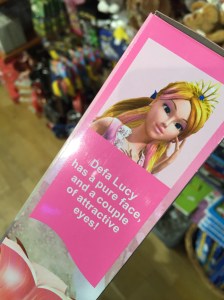 Defa Lucy
has a pure face,
and a couple
of attractive
eyes!